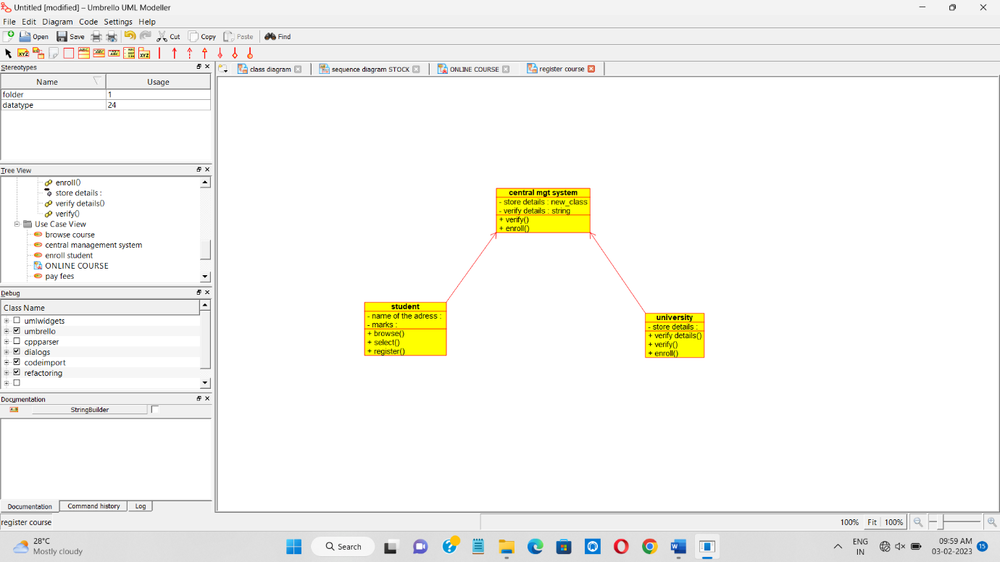 Untitled [modified] – Umbrello UML Modeller
File Edit Diagram Code Settings Help
Open Save Cut Copy Paste Find
class diagram sequence diagram STOCK ONLINE COURSE register course
Stereotypes
Name Usage
folder 1
datatype 24
Tree View
enroll()
store details :
verify details()
verify()
Use Case View
browse course
central management system
enroll student
ONLINE COURSE
pay fees
Debug
Class Name
umlwidgets
umbrello
cppparser
dialogs
codeimport
refactoring
Documentation
StringBuilder
Documentation Command history Log
register course
central mgt system
- store details : new_class
- verify details : string
+ verify()
+ enroll()
student
- name of the adress :
- marks :
+ browse()
+ select()
+ register()
university
- store details :
+ verify details()
+ verify()
+ enroll()
100% Fit 100%
28°C
Mostly cloudy
Search
ENG
IN
09:59 AM
03-02-2023
15